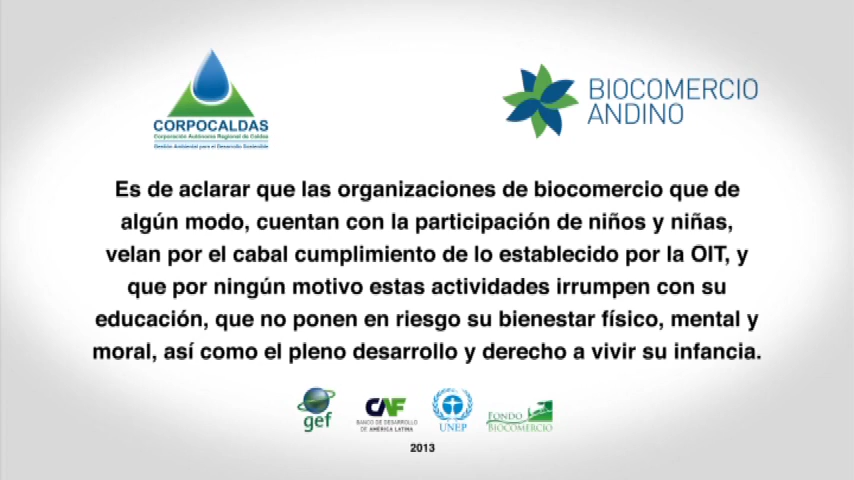 CORPOCALDAS
Corporación Autónoma Regional de Caldas
Gestión Ambiental para el Desarrollo Sostenible
BIOCOMERCIO
ANDINO
Es de aclarar que las organizaciones de biocomercio que de
algún modo, cuentan con la participación de niños y niñas,
velan por el cabal cumplimiento de lo establecido por la OIT, y
que por ningún motivo estas actividades irrumpen con su
educación, que no ponen en riesgo su bienestar físico, mental y
moral, así como el pleno desarrollo y derecho a vivir su infancia.
gef
CAF
BANCO DE DESARROLLO
DE AMÉRICA LATINA
UNEP
FONDO
BIOCOMERCIO
2013